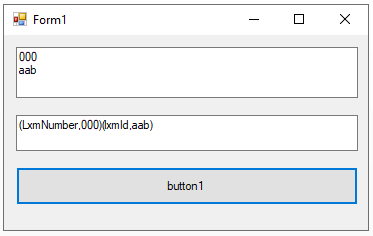 Form1
000
aab
(LxmNumber,000)(lxmId,aab)
button1